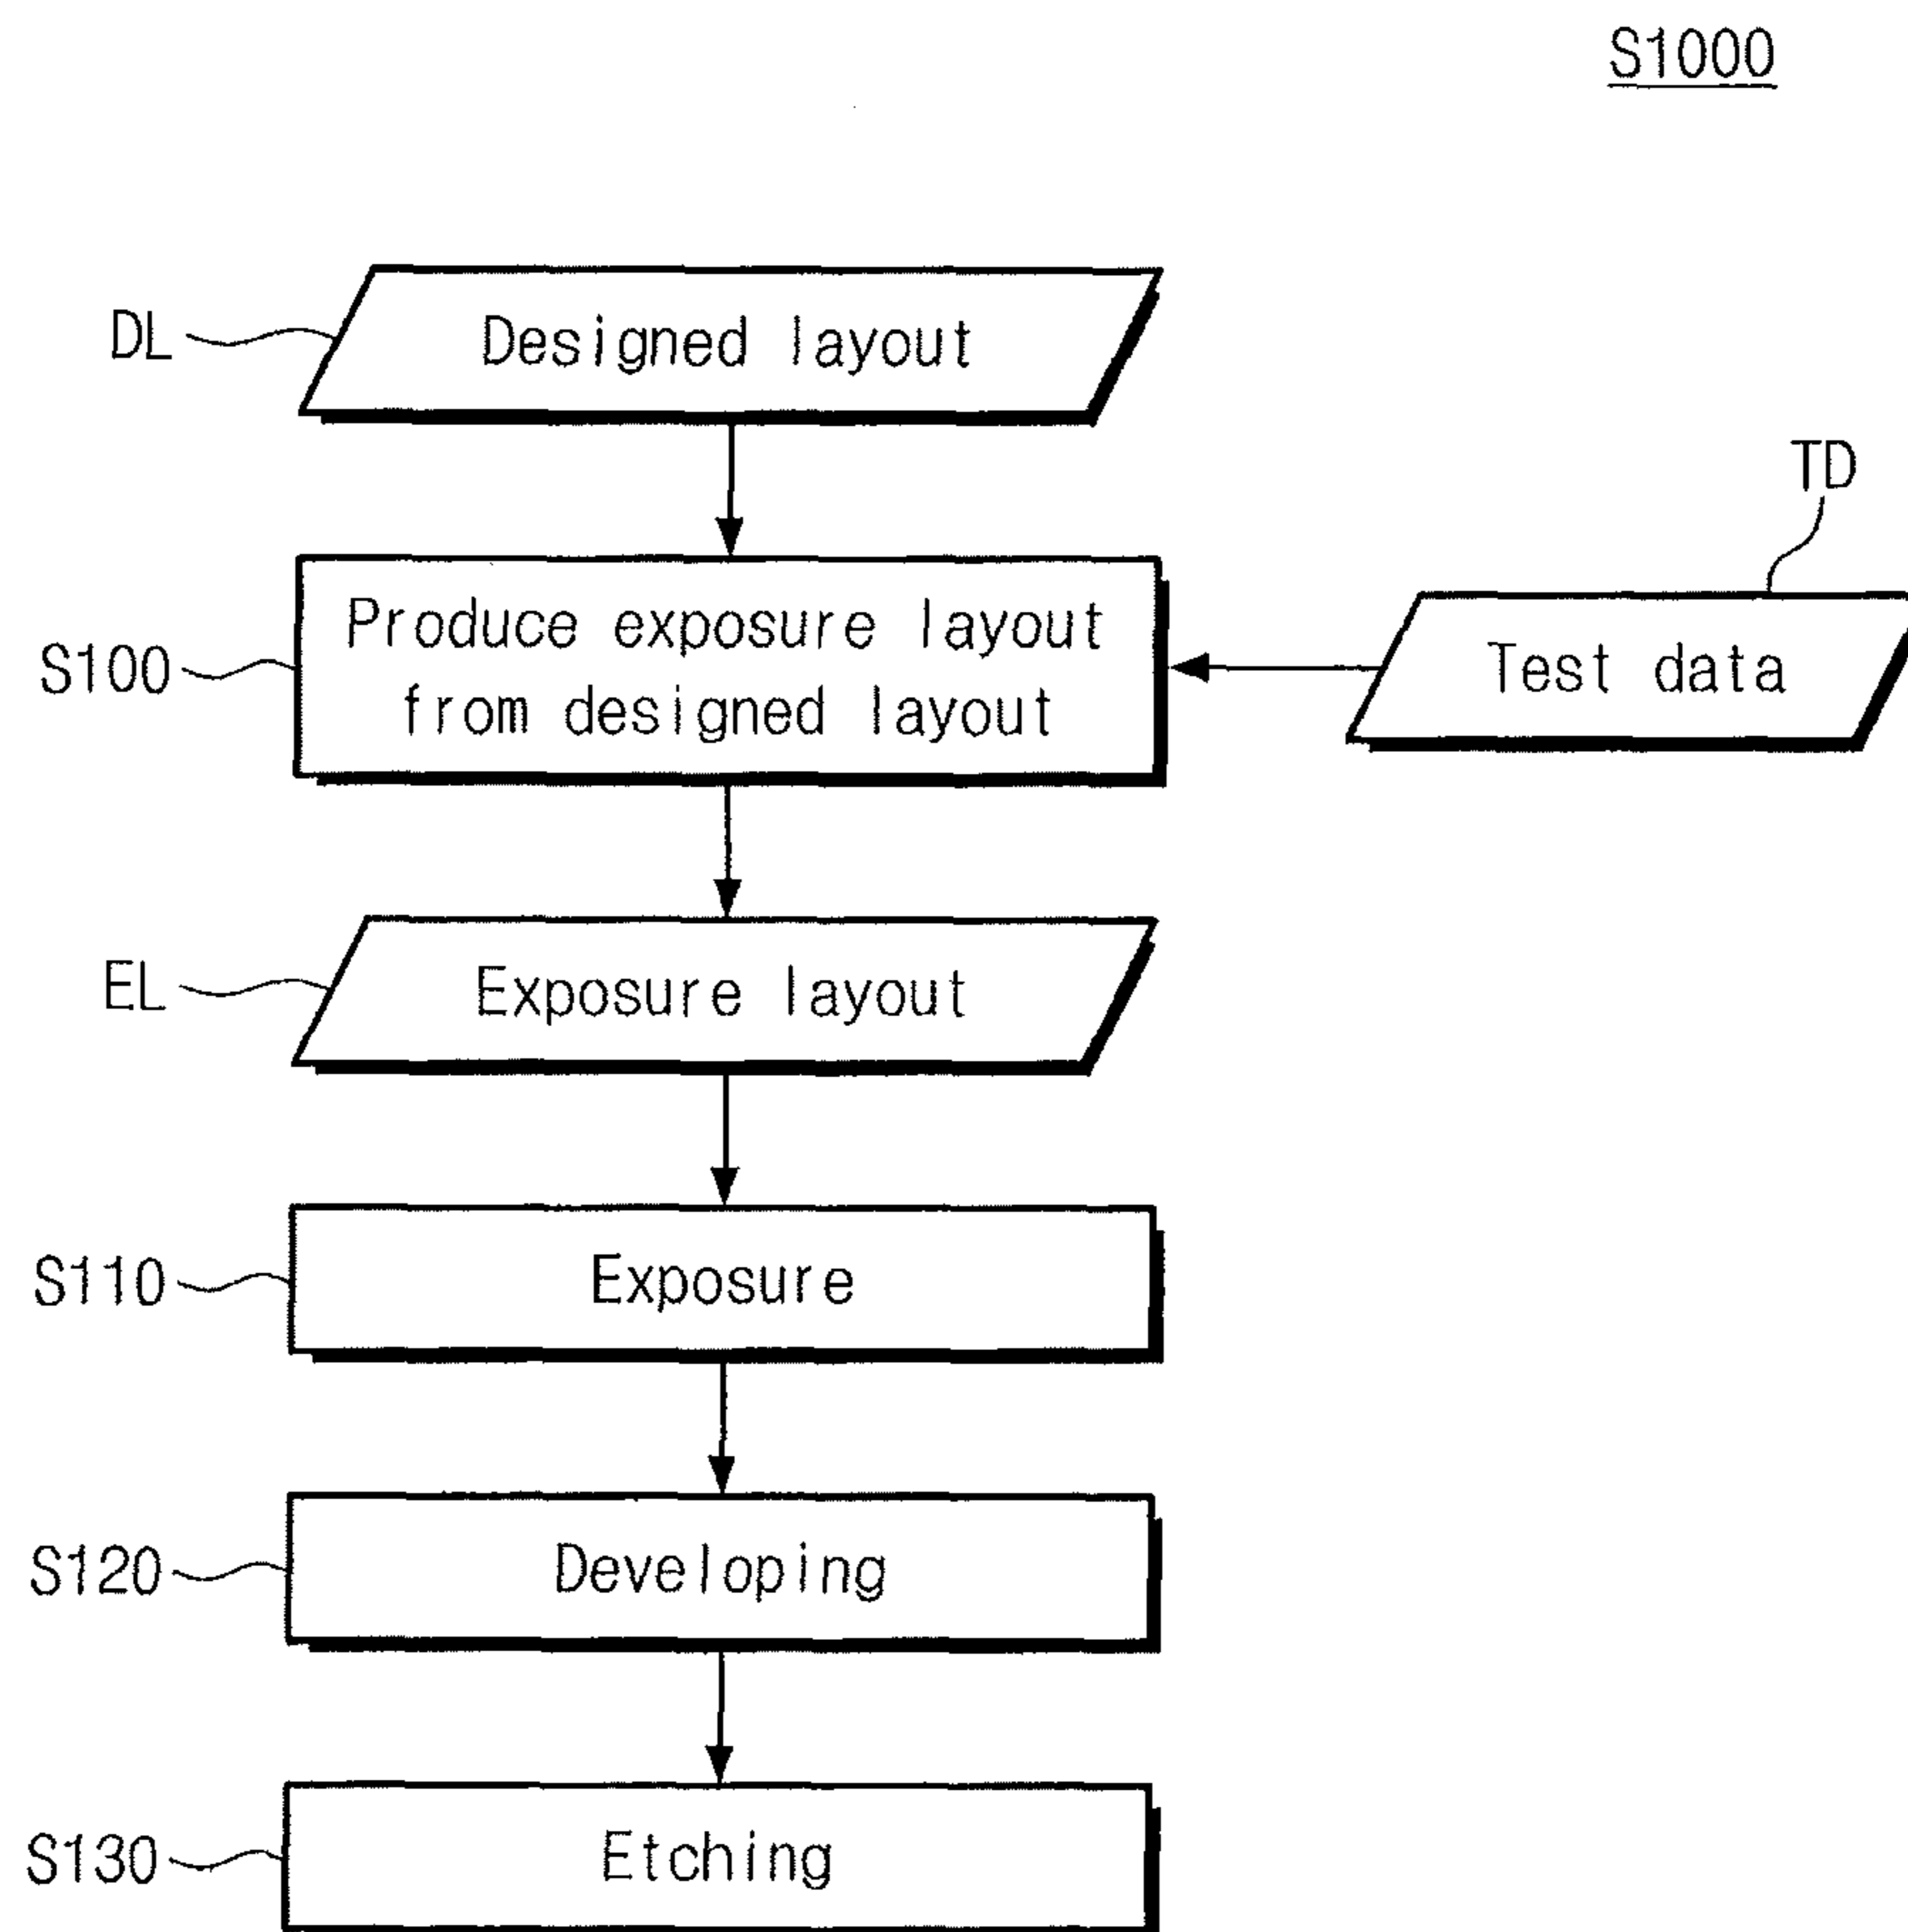 S1000
DL
Designed layout
TD
S100
Produce exposure layout
from designed layout
Test data
EL
Exposure layout
S110
Exposure
S120
Developing
S130
Etching